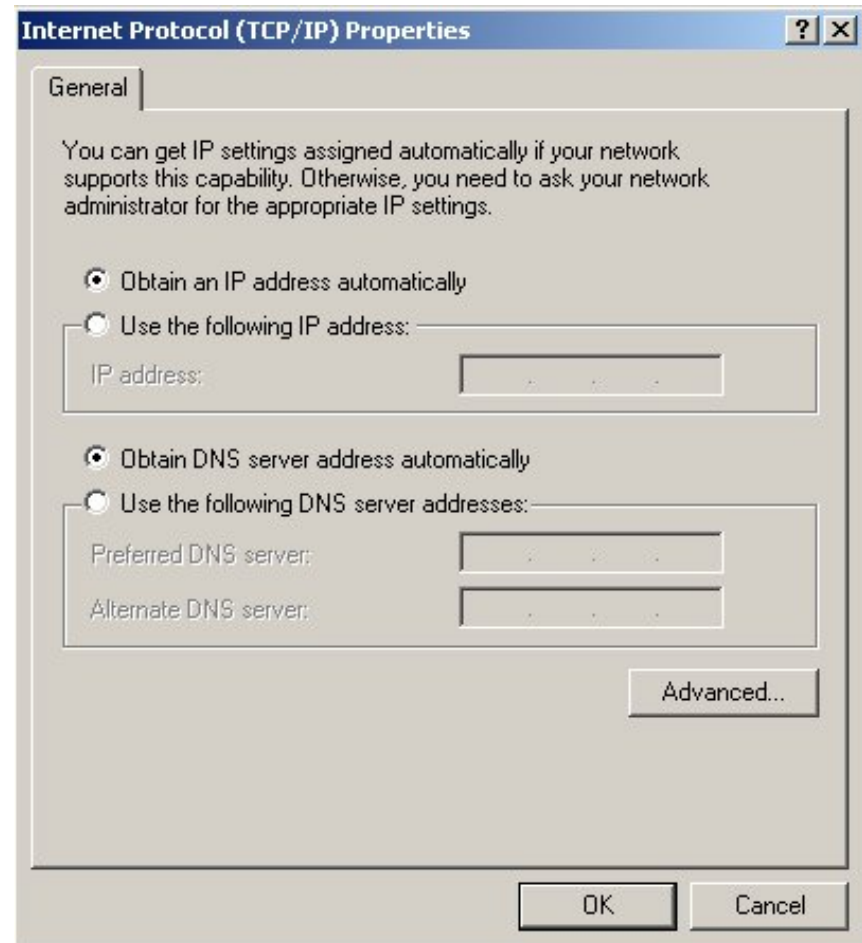 Internet Protocol (TCP/IP) Properties
General
You can get IP settings assigned automatically if your network
supports this capability. Otherwise, you need to ask your network
administrator for the appropriate IP settings.
Obtain an IP address automatically
Use the following IP address:
IP address:
Obtain DNS server address automatically
Use the following DNS server addresses:
Preferred DNS server:
Alternate DNS server:
Advanced...
OK Cancel